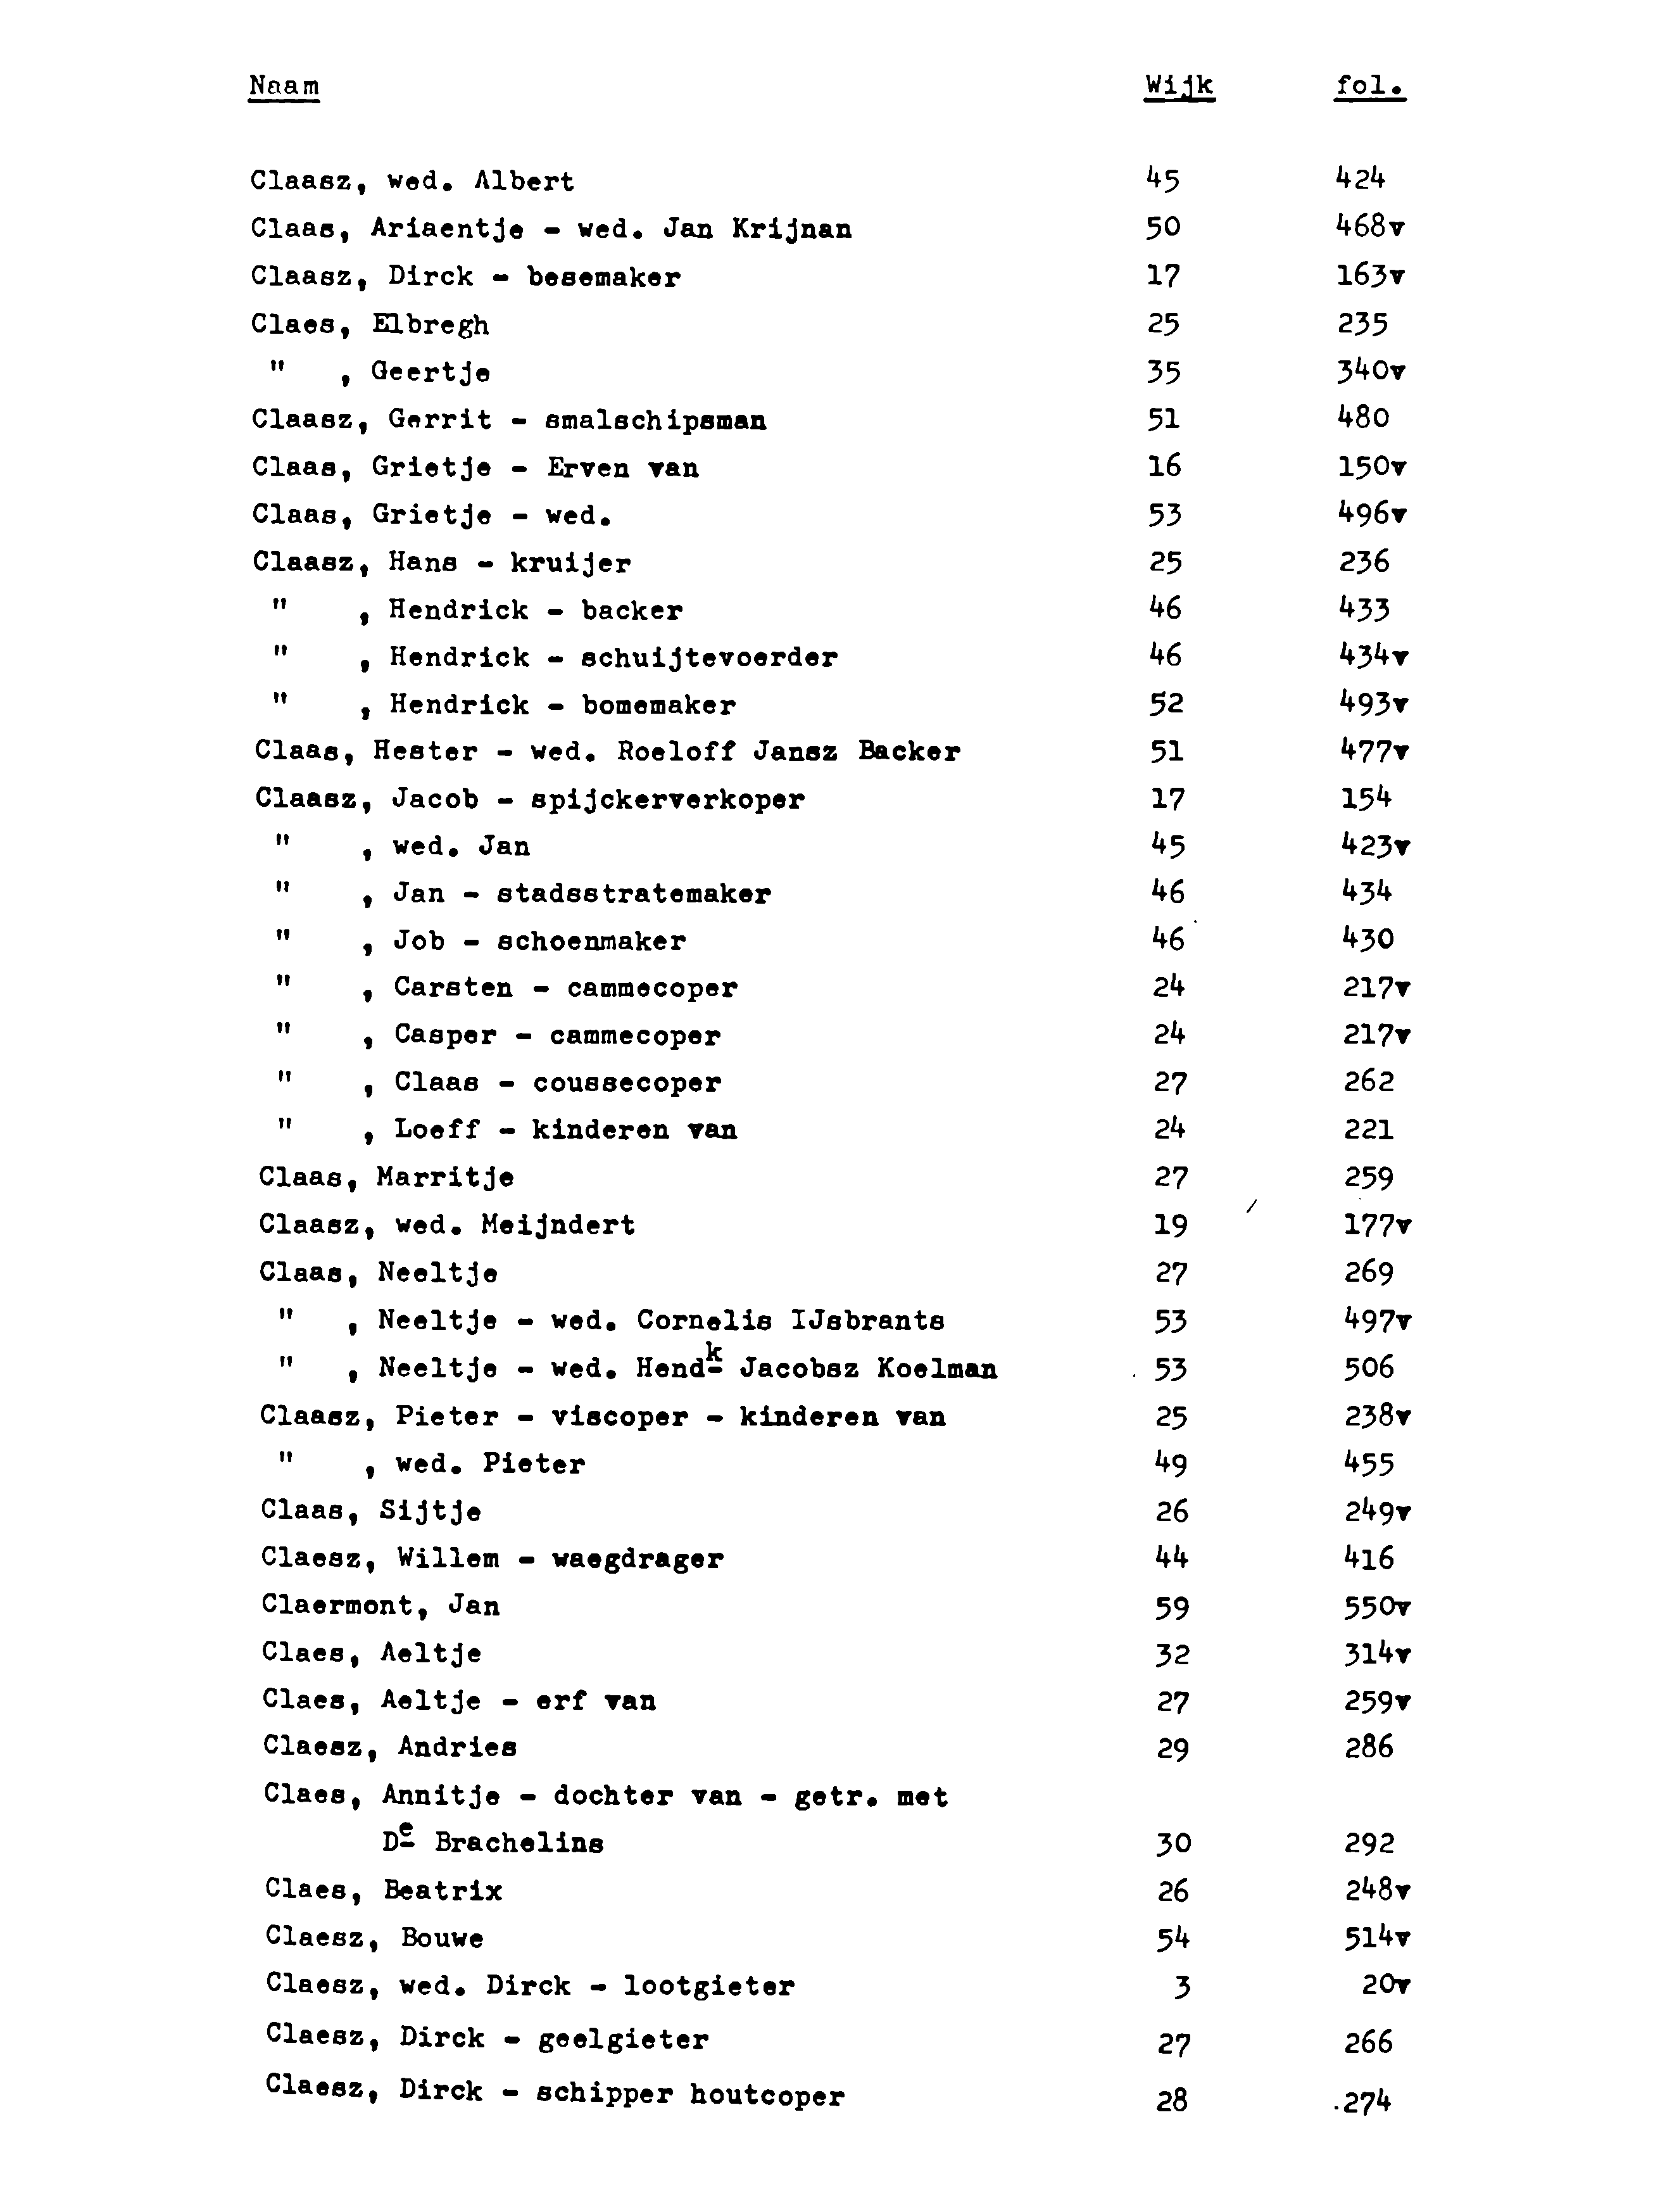 Naam Wijk fol.
Claasz, wed. Albert 45 424
Claas, Ariaentje - wed. Jan Krijnan 50 468v
Claasz, Dirck - besemaker 17 163v
Claes, Elbregh 25 235
" , Geertje 35 340v
Claasz, Gerrit - smalschipsman 51 480
Claas, Grietje - Erven van 16 150v
Claas, Grietje - wed. 53 496v
Claasz, Hans - kruijer 25 236
" , Hendrick - backer 46 433
" , Hendrick - schuijtevoerder 46 434v
" , Hendrick - bomemaker 52 493v
Claas, Hester - wed. Roeloff Jansz Backer 51 477v
Claasz, Jacob - spijckerverkoper 17 154
" , wed. Jan 45 423v
" , Jan - stadsstratemaker 46 434
" , Job - schoenmaker 46 430
" , Carsten - cammecoper 24 217v
" , Casper - cammecoper 24 217v
" , Claas - coussecoper 27 262
" , Loeff - kinderen van 24 221
Claas, Marritje 27 259
Claasz, wed. Meijndert 19 177v
Claas, Neeltje 27 269
" , Neeltje - wed. Cornelis IJsbrants 53 497v
" , Neeltje - wed. Hendk Jacobsz Koelman 53 506
Claasz, Pieter - viscoper - kinderen van 25 238v
" , wed. Pieter 49 455
Claas, Sijtje 26 249v
Claesz, Willem - waegdrager 44 416
Claermont, Jan 59 550v
Claes, Aeltje 32 314v
Claes, Aeltje - erf van 27 259v
Claesz, Andries 29 286
Claes, Annitje - dochter van - getr. met
De Brachelins 30 292
Claes, Beatrix 26 248v
Claesz, Bouwe 54 514v
Claesz, wed. Dirck - lootgieter 3 20v
Claesz, Dirck - geelgieter 27 266
Claesz, Dirck - schipper houtcoper 28 274